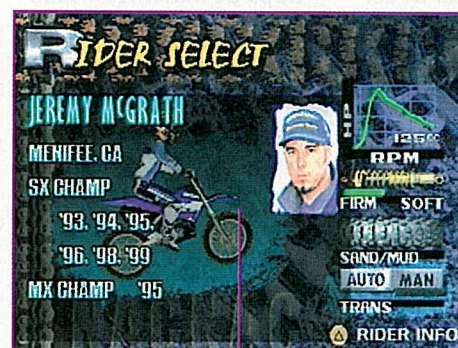 RIDER SELECT
JEREMY McGRATH
MENIFEE, CA
SX CHAMP
'93, '94, '95,
'96, '98, '99
MX CHAMP '95
HP
125cc
RPM
FIRM SOFT
SAND/MUD
AUTO MAN
TRANS
RIDER INFO